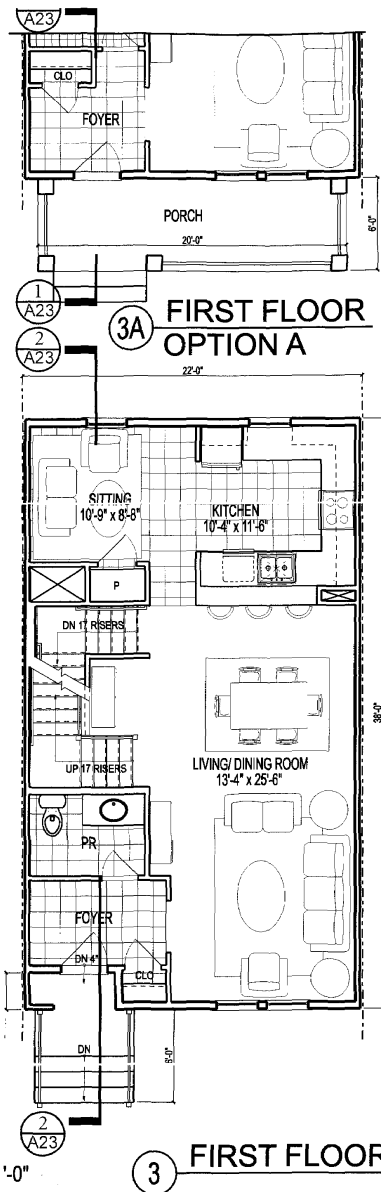 A23
CLO
FOYER
PORCH
20'-0"
6'-0"
1
A23
3A FIRST FLOOR
OPTION A
2
A23
22'-0"
SITTING
10'-9" x 8'-8"
KITCHEN
10'-4" x 11'-6"
P
DN 17 RISERS
38'-0"
LIVING/ DINING ROOM
13'-4" x 25'-6"
UP 17 RISERS
PR
FOYER
DN 4"
CLO
DN
2
A23
'-0"
3 FIRST FLOOR